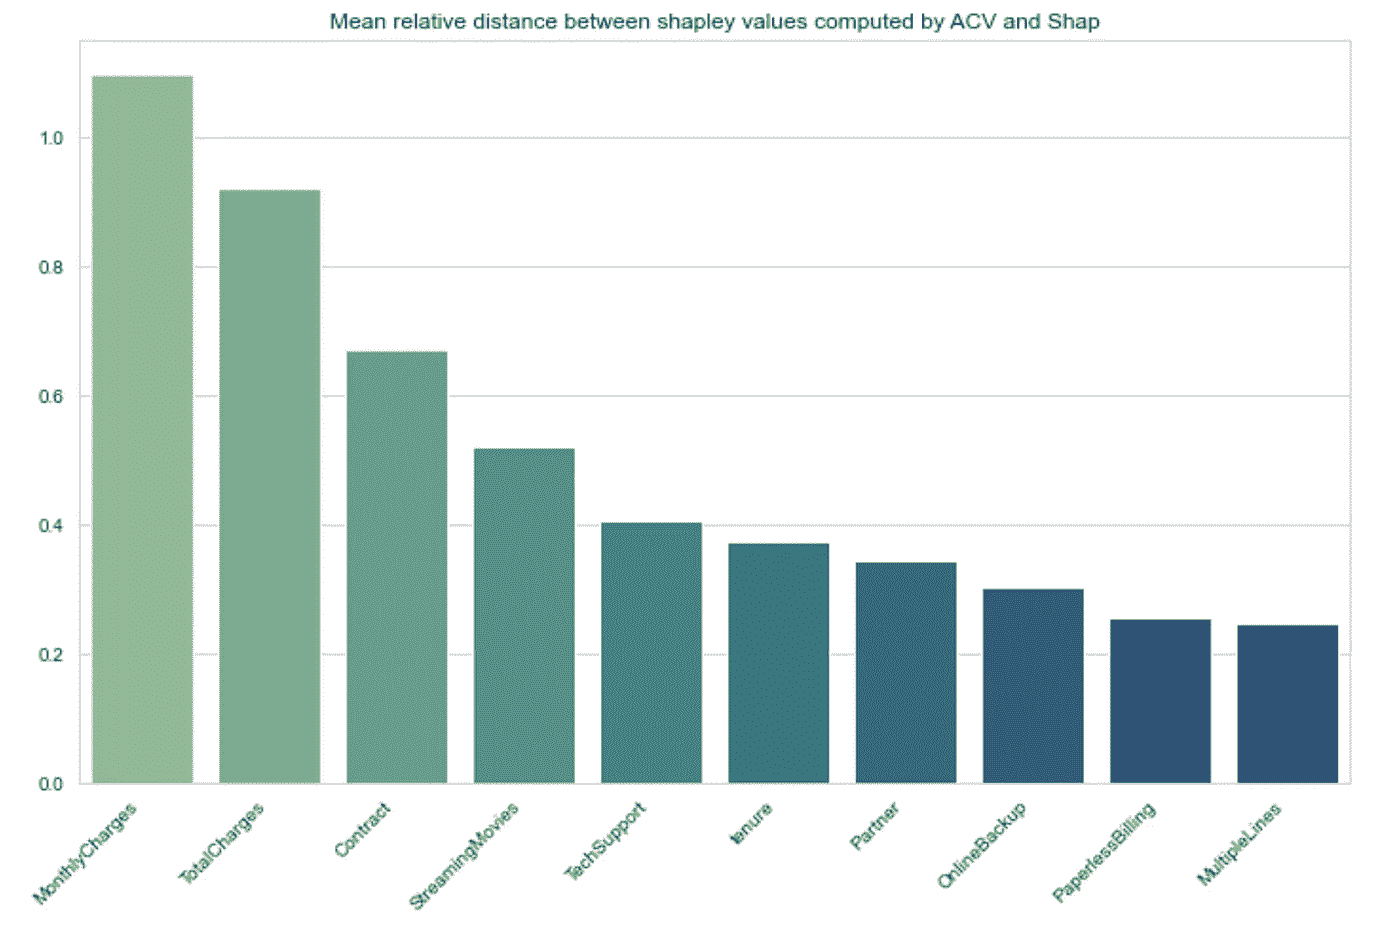 Mean relative distance between shapley values computed by ACV and Shap
1.0
0.8
0.6
0.4
0.2
0.0
MonthlyCharges
TotalCharges
Contract
StreamingMovies
TechSupport
tenure
Partner
OnlineBackup
PaperlessBilling
MultipleLines